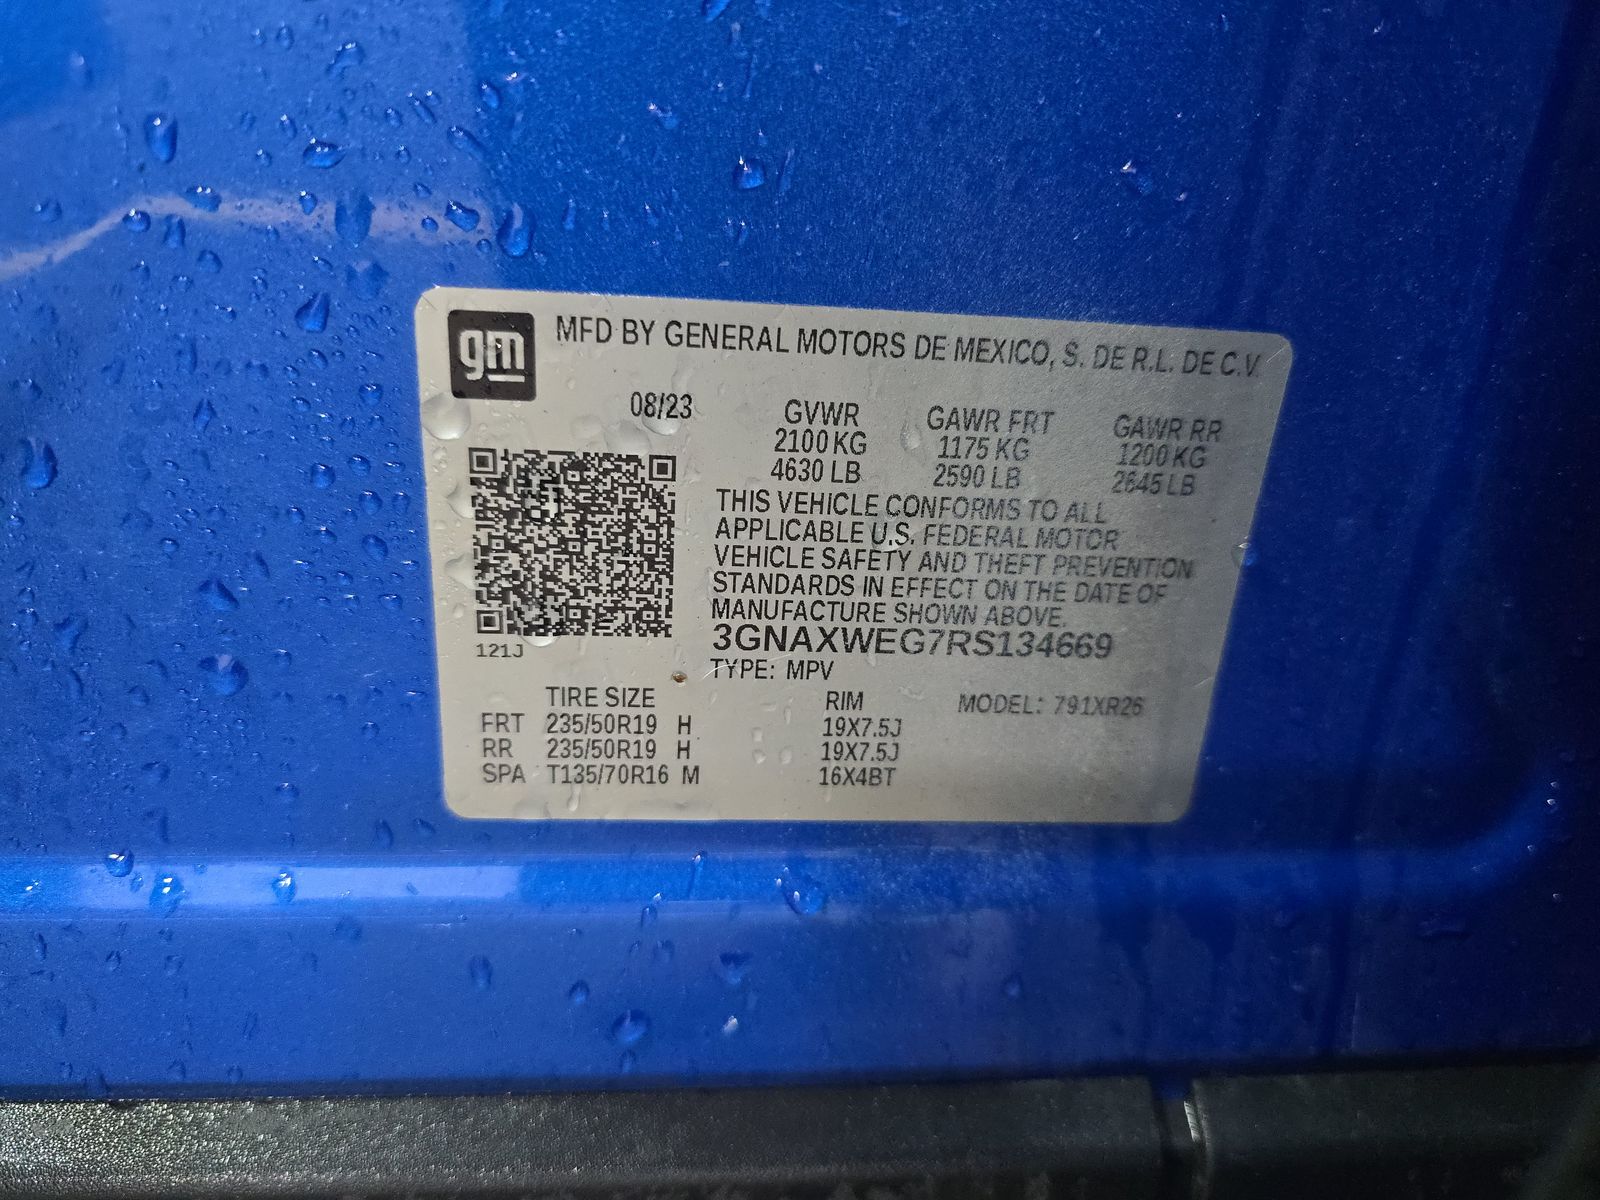 gm
MFD BY GENERAL MOTORS DE MEXICO, S. DE R.L. DE C.V.
08/23
GVWR GAWR FRT GAWR RR
2100 KG 1175 KG 1200 KG
4630 LB 2590 LB 2645 LB
THIS VEHICLE CONFORMS TO ALL
APPLICABLE U.S. FEDERAL MOTOR
VEHICLE SAFETY AND THEFT PREVENTION
STANDARDS IN EFFECT ON THE DATE OF
MANUFACTURE SHOWN ABOVE.
3GNAXWEG7RS134669
121J
TYPE: MPV
TIRE SIZE RIM MODEL: 791XR26
FRT 235/50R19 H 19X7.5J
RR 235/50R19 H 19X7.5J
SPA T135/70R16 M 16X4BT